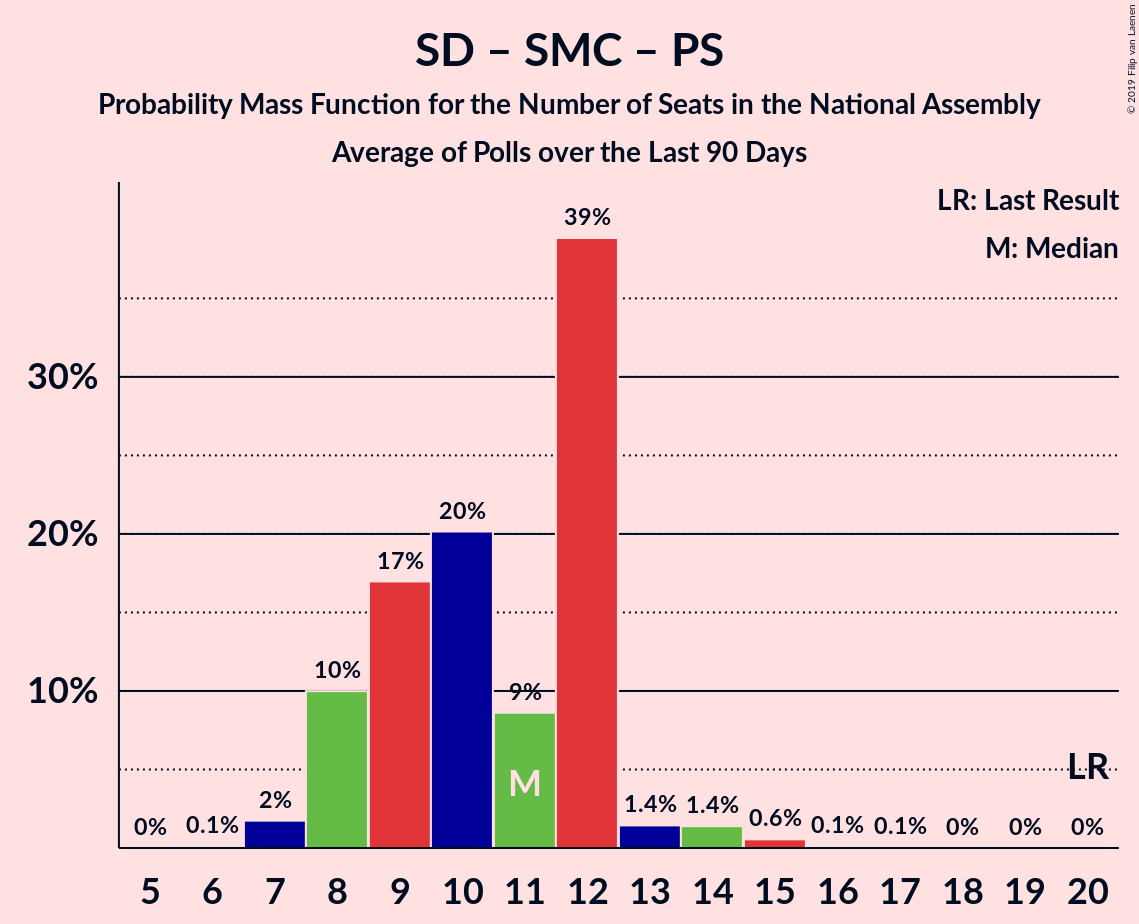 SD – SMC – PS
Probability Mass Function for the Number of Seats in the National Assembly
Average of Polls over the Last 90 Days
© 2019 Filip van Laenen
LR: Last Result
M: Median
39%
30%
20%
20%
17%
10%
10%
9%
M
LR
0%
0.1%
2%
1.4%
1.4%
0.6%
0.1%
0.1%
0%
0%
0%
5 6 7 8 9 10 11 12 13 14 15 16 17 18 19 20